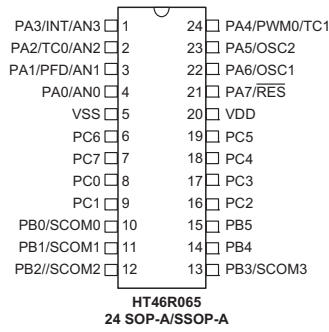 PA3/INT/AN3 1 24 PA4/PWM0/TC1
PA2/TC0/AN2 2 23 PA5/OSC2
PA1/PFD/AN1 3 22 PA6/OSC1
PA0/AN0 4 21 PA7/RES
VSS 5 20 VDD
PC6 6 19 PC5
PC7 7 18 PC4
PC0 8 17 PC3
PC1 9 16 PC2
PB0/SCOM0 10 15 PB5
PB1/SCOM1 11 14 PB4
PB2//SCOM2 12 13 PB3/SCOM3
HT46R065
24 SOP-A/SSOP-A